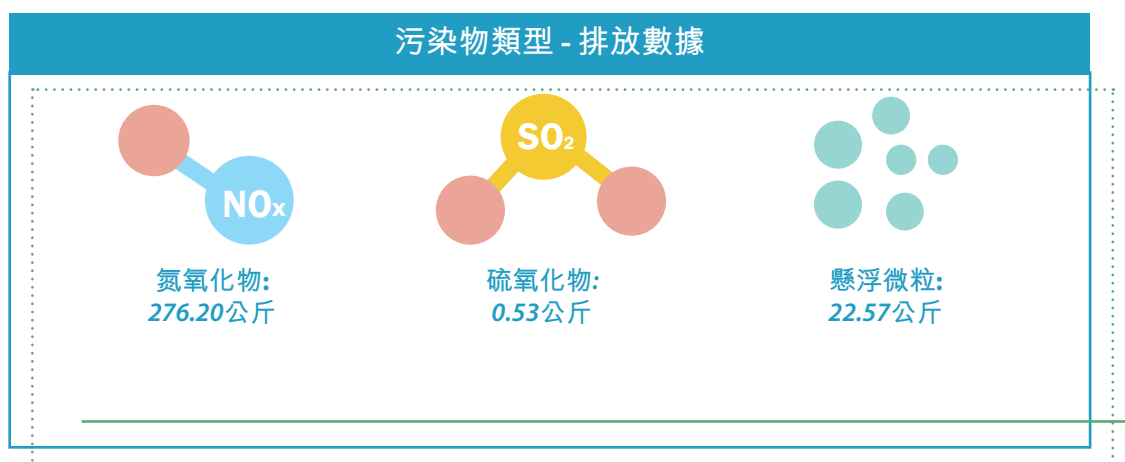 污染物類型 - 排放數據
NOx
SO₂
氮氧化物:
276.20公斤
硫氧化物:
0.53公斤
懸浮微粒:
22.57公斤